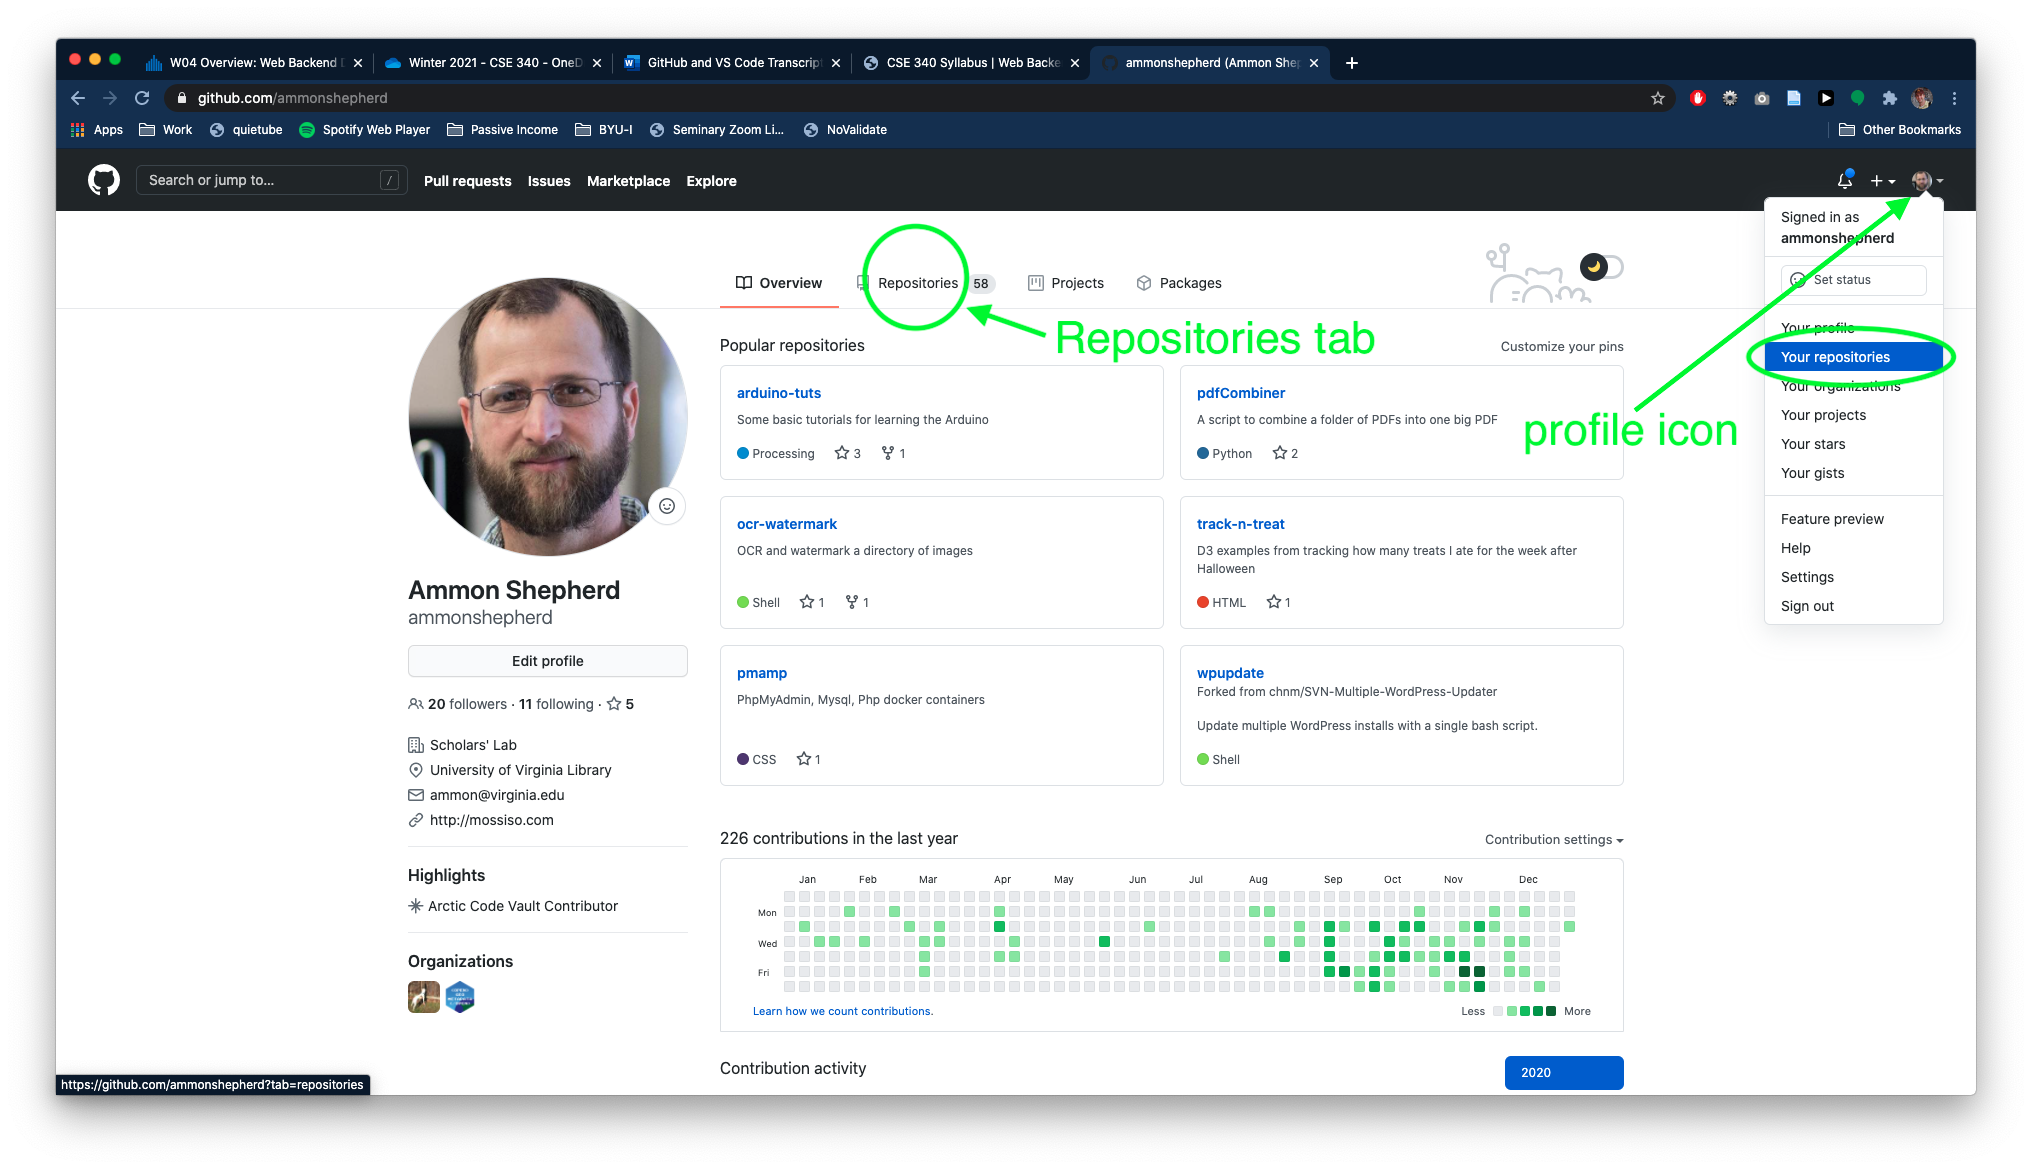 W04 Overview: Web Backend D
Winter 2021 - CSE 340 - OneD
GitHub and VS Code Transcript
CSE 340 Syllabus | Web Backe
ammonshepherd (Ammon Shep
github.com/ammonshepherd
Apps
Work
quietube
Spotify Web Player
Passive Income
BYU-I
Seminary Zoom Li...
NoValidate
Other Bookmarks
Search or jump to...
/
Pull requests
Issues
Marketplace
Explore
Signed in as
ammonshepherd
Set status
Your profile
Your repositories
Your organizations
Your projects
Your stars
Your gists
Feature preview
Help
Settings
Sign out
profile icon
Overview
Repositories 58
Projects
Packages
Repositories tab
Ammon Shepherd
ammonshepherd
Edit profile
20 followers · 11 following · 5
Scholars' Lab
University of Virginia Library
ammon@virginia.edu
http://mossiso.com
Highlights
Arctic Code Vault Contributor
Organizations
Popular repositories
Customize your pins
arduino-tuts
Some basic tutorials for learning the Arduino
Processing 3 1
pdfCombiner
A script to combine a folder of PDFs into one big PDF
Python 2
ocr-watermark
OCR and watermark a directory of images
Shell 1 1
track-n-treat
D3 examples from tracking how many treats I ate for the week after
Halloween
HTML 1
pmamp
PhpMyAdmin, Mysql, Php docker containers
CSS 1
wpupdate
Forked from chnm/SVN-Multiple-WordPress-Updater
Update multiple WordPress installs with a single bash script.
Shell
226 contributions in the last year
Contribution settings
Jan Feb Mar Apr May Jun Jul Aug Sep Oct Nov Dec
Mon
Wed
Fri
Learn how we count contributions.
Less More
Contribution activity
2020
https://github.com/ammonshepherd?tab=repositories